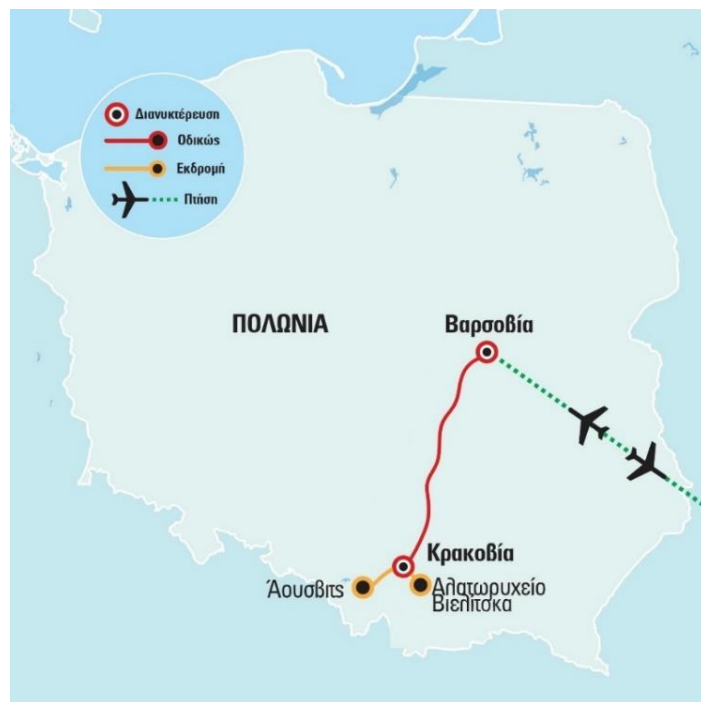 Διανυκτέρευση
Οδικώς
Εκδρομή
Πτήση
ΠΟΛΩΝΙΑ
Βαρσοβία
Κρακοβία
Άουσβιτς
Αλατωρυχείο
Βιελίτσκα